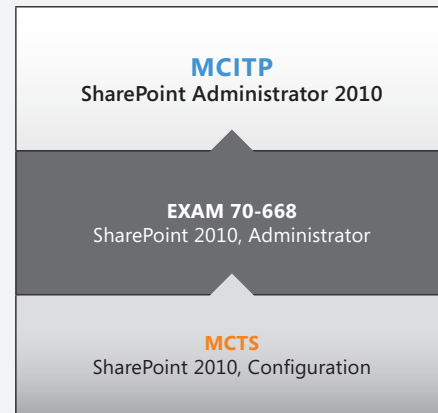 MCITP
SharePoint Administrator 2010
EXAM 70-668
SharePoint 2010, Administrator
MCTS
SharePoint 2010, Configuration